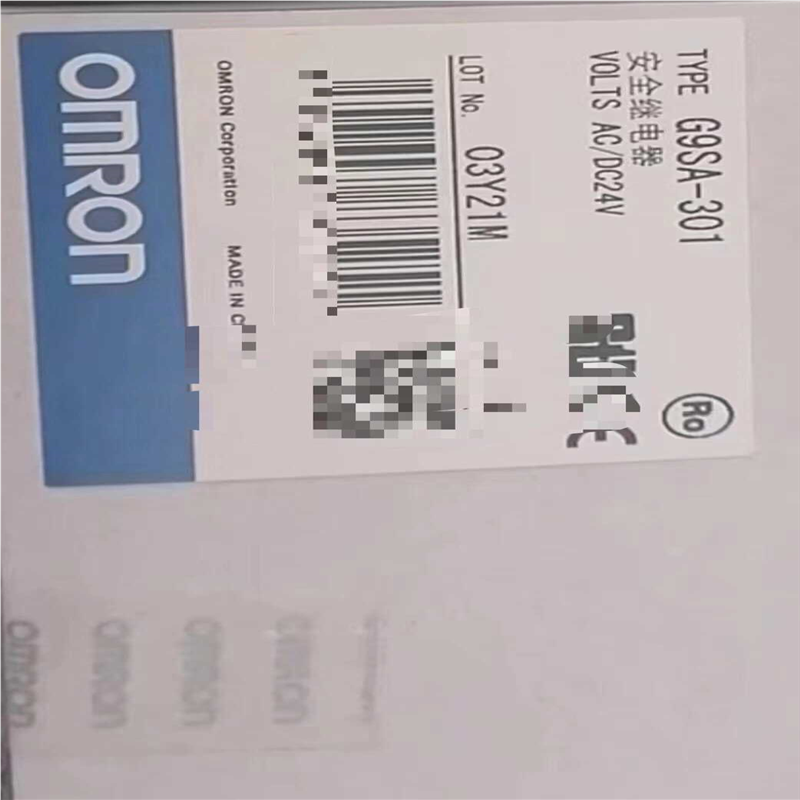 TYPE G9SA-301
安全继电器
VOLTS AC/DC24V
LOT No. 03Y21M
OMRON Corporation MADE IN
OMRON
Ro
CE
OMRON OMRON OMRON OMRON